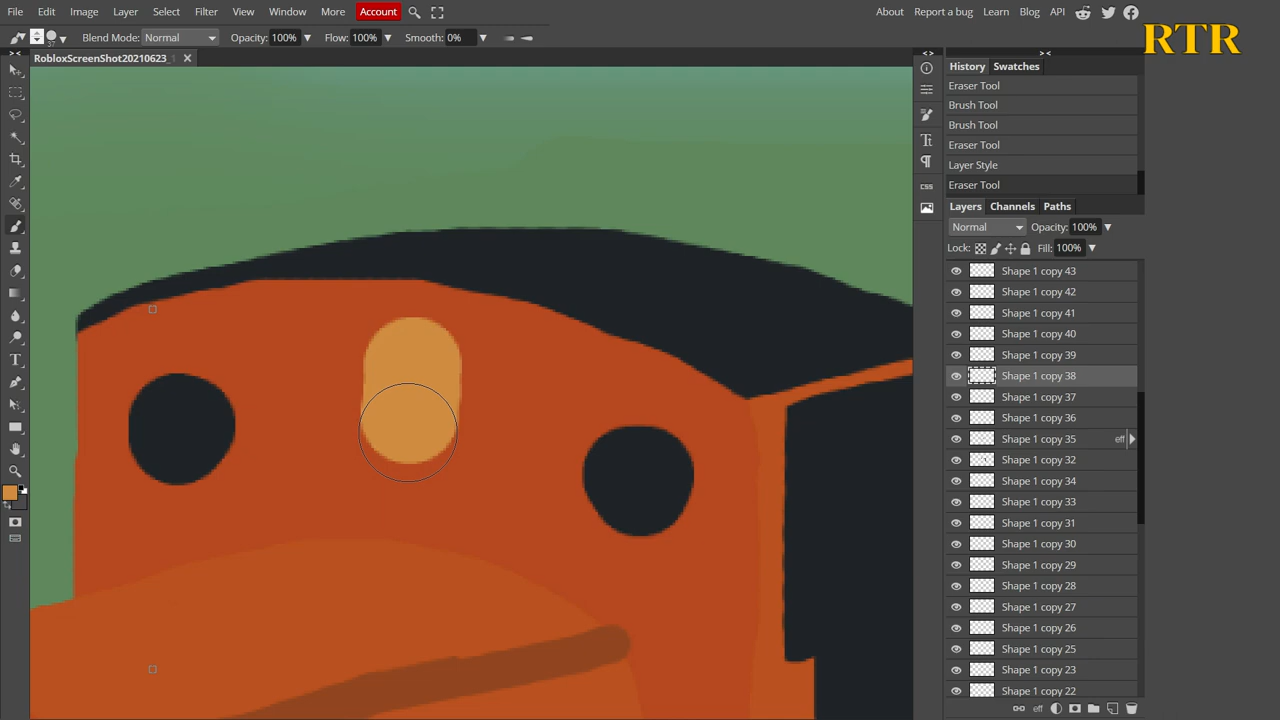 File Edit Image Layer Select Filter View Window More Account About Report a bug Learn Blog API
RTR
37 Blend Mode: Normal Opacity: 100% Flow: 100% Smooth: 0%
RobloxScreenShot20210623_
History Swatches
Eraser Tool
Brush Tool
Brush Tool
Eraser Tool
Layer Style
Eraser Tool
CSS
Layers Channels Paths
Normal Opacity: 100%
Lock: Fill: 100%
Shape 1 copy 43
Shape 1 copy 42
Shape 1 copy 41
Shape 1 copy 40
Shape 1 copy 39
Shape 1 copy 38
Shape 1 copy 37
Shape 1 copy 36
Shape 1 copy 35 eff
Shape 1 copy 32
Shape 1 copy 34
Shape 1 copy 33
Shape 1 copy 31
Shape 1 copy 30
Shape 1 copy 29
Shape 1 copy 28
Shape 1 copy 27
Shape 1 copy 26
Shape 1 copy 25
Shape 1 copy 23
Shape 1 copy 22
eff